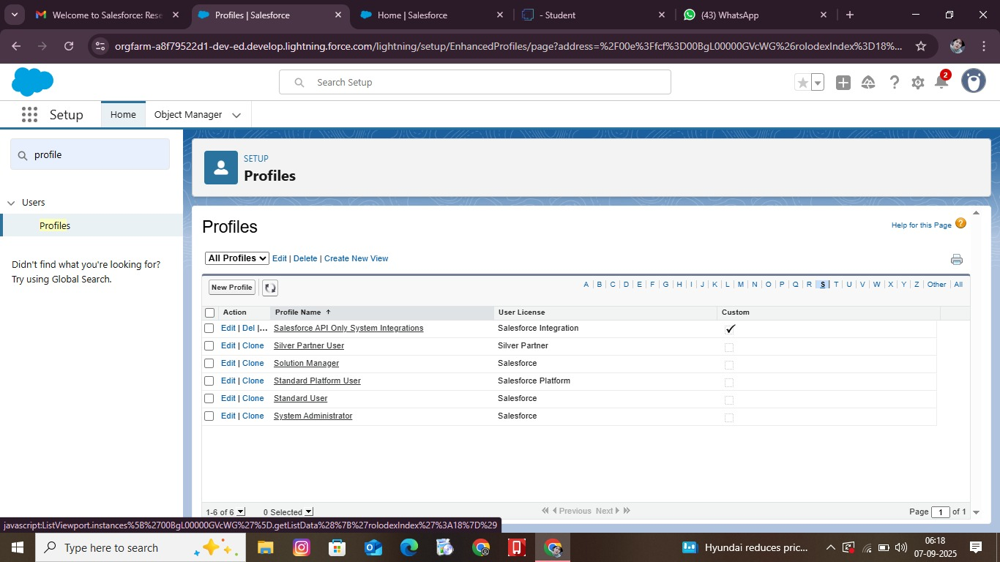 Welcome to Salesforce: Rese
Profiles | Salesforce
Home | Salesforce
- Student
(43) WhatsApp
orgfarm-a8f79522d1-dev-ed.develop.lightning.force.com/lightning/setup/EnhancedProfiles/page?address=%2F00e%3Ffcf%3D00BgL00000GVcWG%26rolodexIndex%3D18%...
Search Setup
2
Setup
Home
Object Manager
profile
Users
Profiles
Didn't find what you're looking for?
Try using Global Search.
SETUP
Profiles
Profiles
Help for this Page ?
All Profiles Edit | Delete | Create New View
New Profile
A | B | C | D | E | F | G | H | I | J | K | L | M | N | O | P | Q | R | S | T | U | V | W | X | Y | Z | Other | All
Action Profile Name User License Custom
Edit | Del |... Salesforce API Only System Integrations Salesforce Integration
Edit | Clone Silver Partner User Silver Partner
Edit | Clone Solution Manager Salesforce
Edit | Clone Standard Platform User Salesforce Platform
Edit | Clone Standard User Salesforce
Edit | Clone System Administrator Salesforce
1-6 of 6 0 Selected Previous Next Page 1 of 1
javascript:ListViewport.instances%5B%2700BgL00000GVcWG%27%5D.getListData%28%7B%27rolodexIndex%27%3A18%7D%29
Type here to search
Hyundai reduces pric...
06:18
07-09-2025